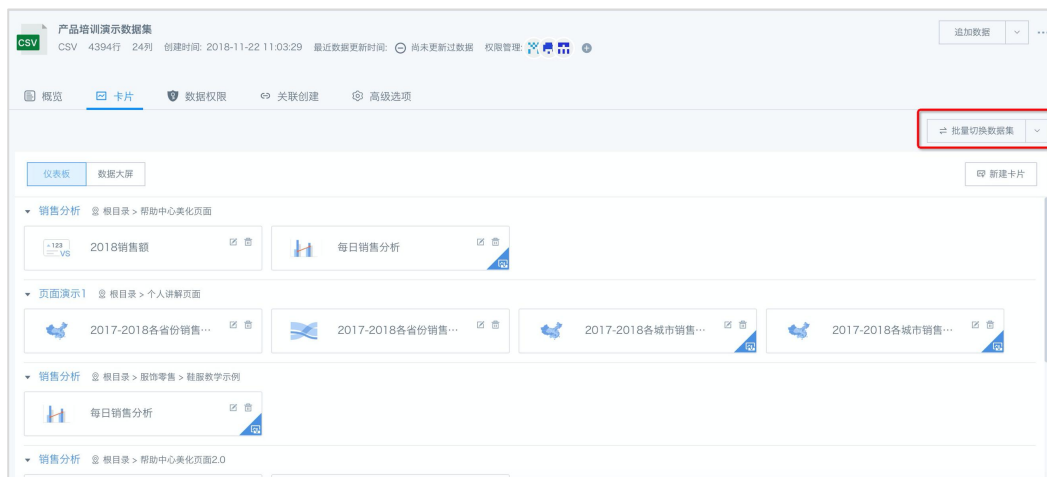 产品培训演示数据集
CSV
CSV 4394行 24列 创建时间: 2018-11-22 11:03:29 最近数据更新时间: 尚未更新过数据 权限管理:
追加数据
概览 卡片 数据权限 关联创建 高级选项
批量切换数据集
仪表板 数据大屏
新建卡片
销售分析 根目录 > 帮助中心美化页面
123 VS
2018销售额
每日销售分析
页面演示1 根目录 > 个人讲解页面
2017-2018各省份销售…
2017-2018各省份销售…
2017-2018各城市销售…
2017-2018各城市销售…
销售分析 根目录 > 服饰零售 > 鞋服教学示例
每日销售分析
销售分析 根目录 > 帮助中心美化页面2.0